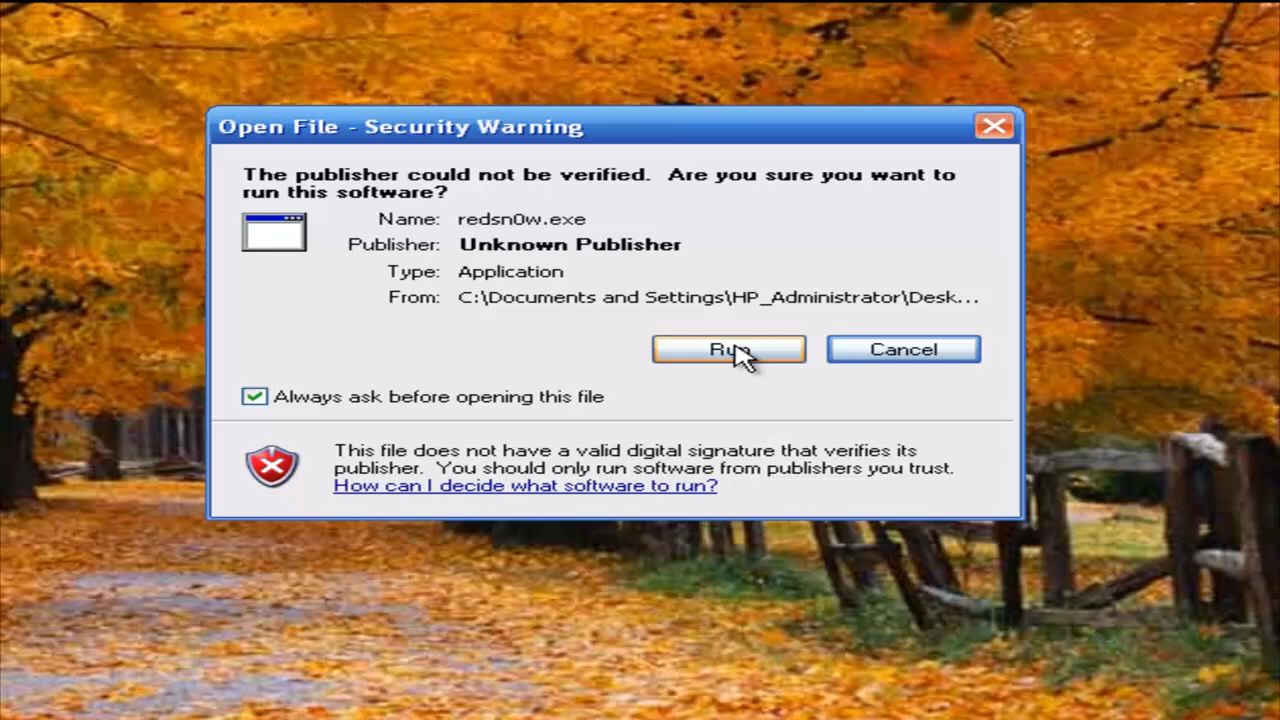 Open File - Security Warning
The publisher could not be verified. Are you sure you want to
run this software?
Name: redsn0w.exe
Publisher: Unknown Publisher
Type: Application
From: C:\Documents and Settings\HP_Administrator\Desk...
Run Cancel
Always ask before opening this file
This file does not have a valid digital signature that verifies its
publisher. You should only run software from publishers you trust.
How can I decide what software to run?